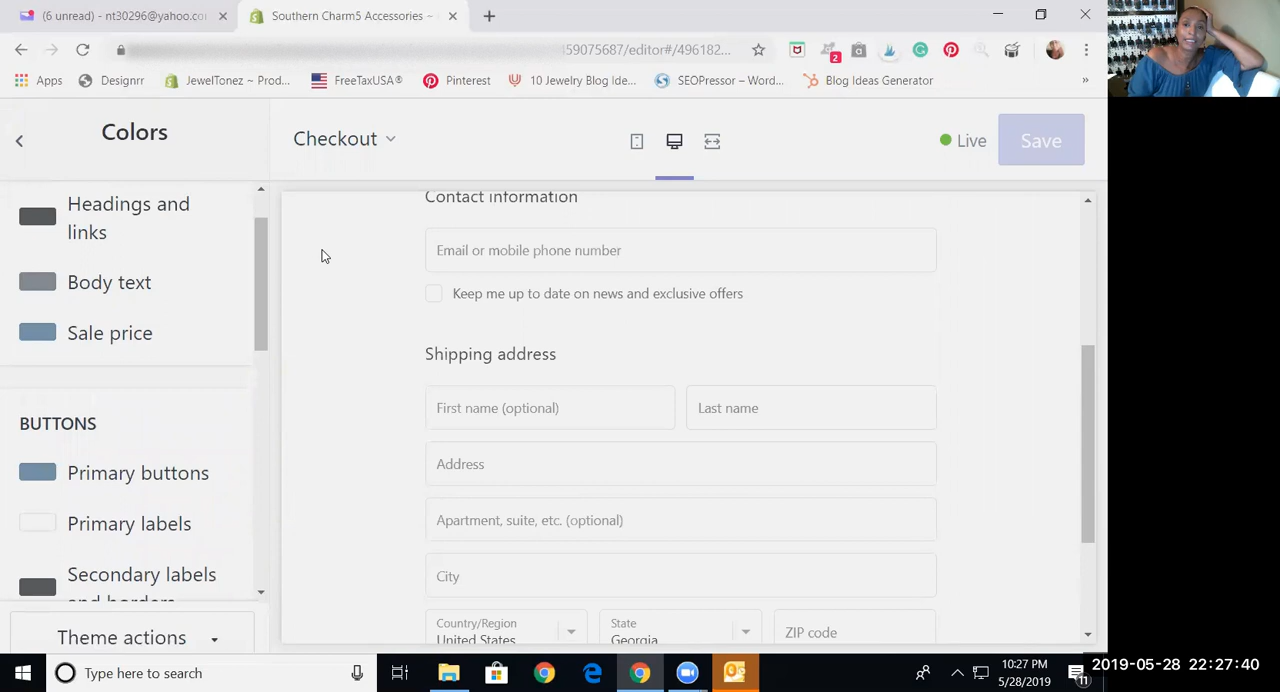 (6 unread) - nt30296@yahoo.co
Southern Charm5 Accessories ~
59075687/editor#/496182...
2
Apps
Designrr
JewelTonez ~ Prod...
FreeTaxUSA®
Pinterest
10 Jewelry Blog Ide...
SEOPressor – Word...
Blog Ideas Generator
»
Colors
Checkout
Live
Save
Headings and
links
Body text
Sale price
BUTTONS
Primary buttons
Primary labels
Secondary labels
and borders
Theme actions
Contact information
Email or mobile phone number
Keep me up to date on news and exclusive offers
Shipping address
First name (optional)
Last name
Address
Apartment, suite, etc. (optional)
City
Country/Region
United States
State
Georgia
ZIP code
Type here to search
10:27 PM
5/28/2019
11
2019-05-28 22:27:40